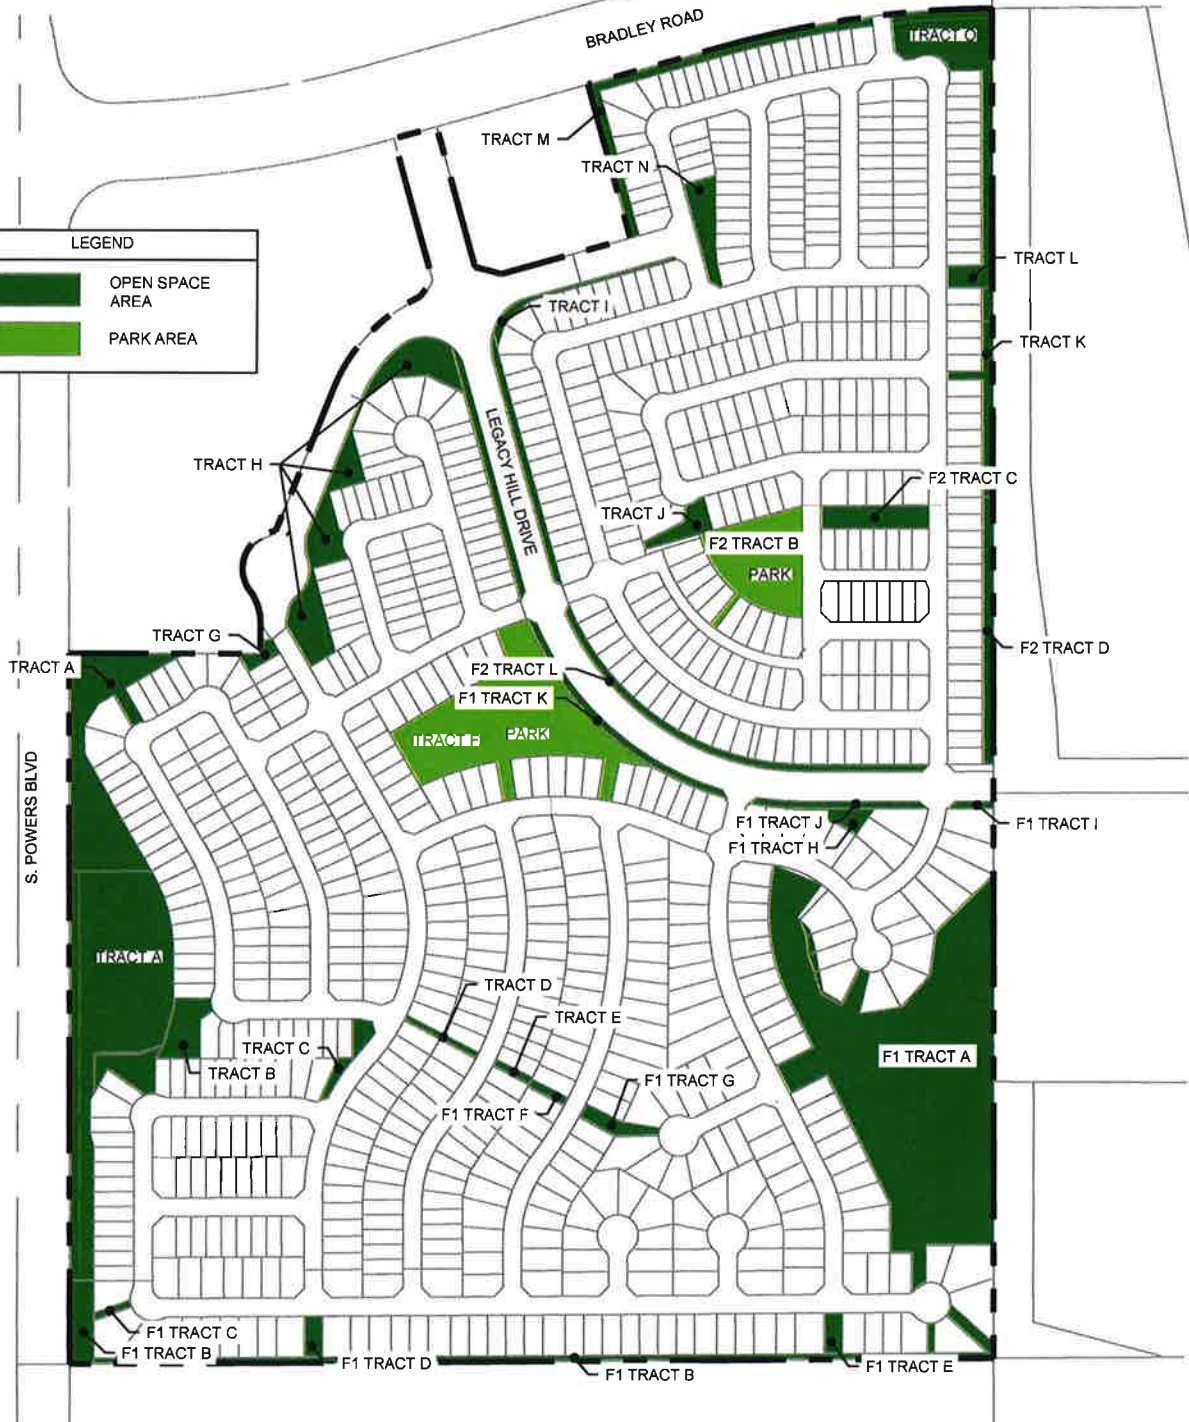 BRADLEY ROAD
TRACT O
TRACT M
TRACT N
LEGEND
OPEN SPACE
AREA
PARK AREA
TRACT L
TRACT I
TRACT K
LEGACY HILL DRIVE
TRACT H
F2 TRACT C
TRACT J
F2 TRACT B
PARK
TRACT G
F2 TRACT D
TRACT A
F2 TRACT L
F1 TRACT K
TRACT F
PARK
S. POWERS BLVD
F1 TRACT J
F1 TRACT I
F1 TRACT H
TRACT A
TRACT D
TRACT E
TRACT C
F1 TRACT A
TRACT B
F1 TRACT G
F1 TRACT F
F1 TRACT C
F1 TRACT B
F1 TRACT D
F1 TRACT E
F1 TRACT B